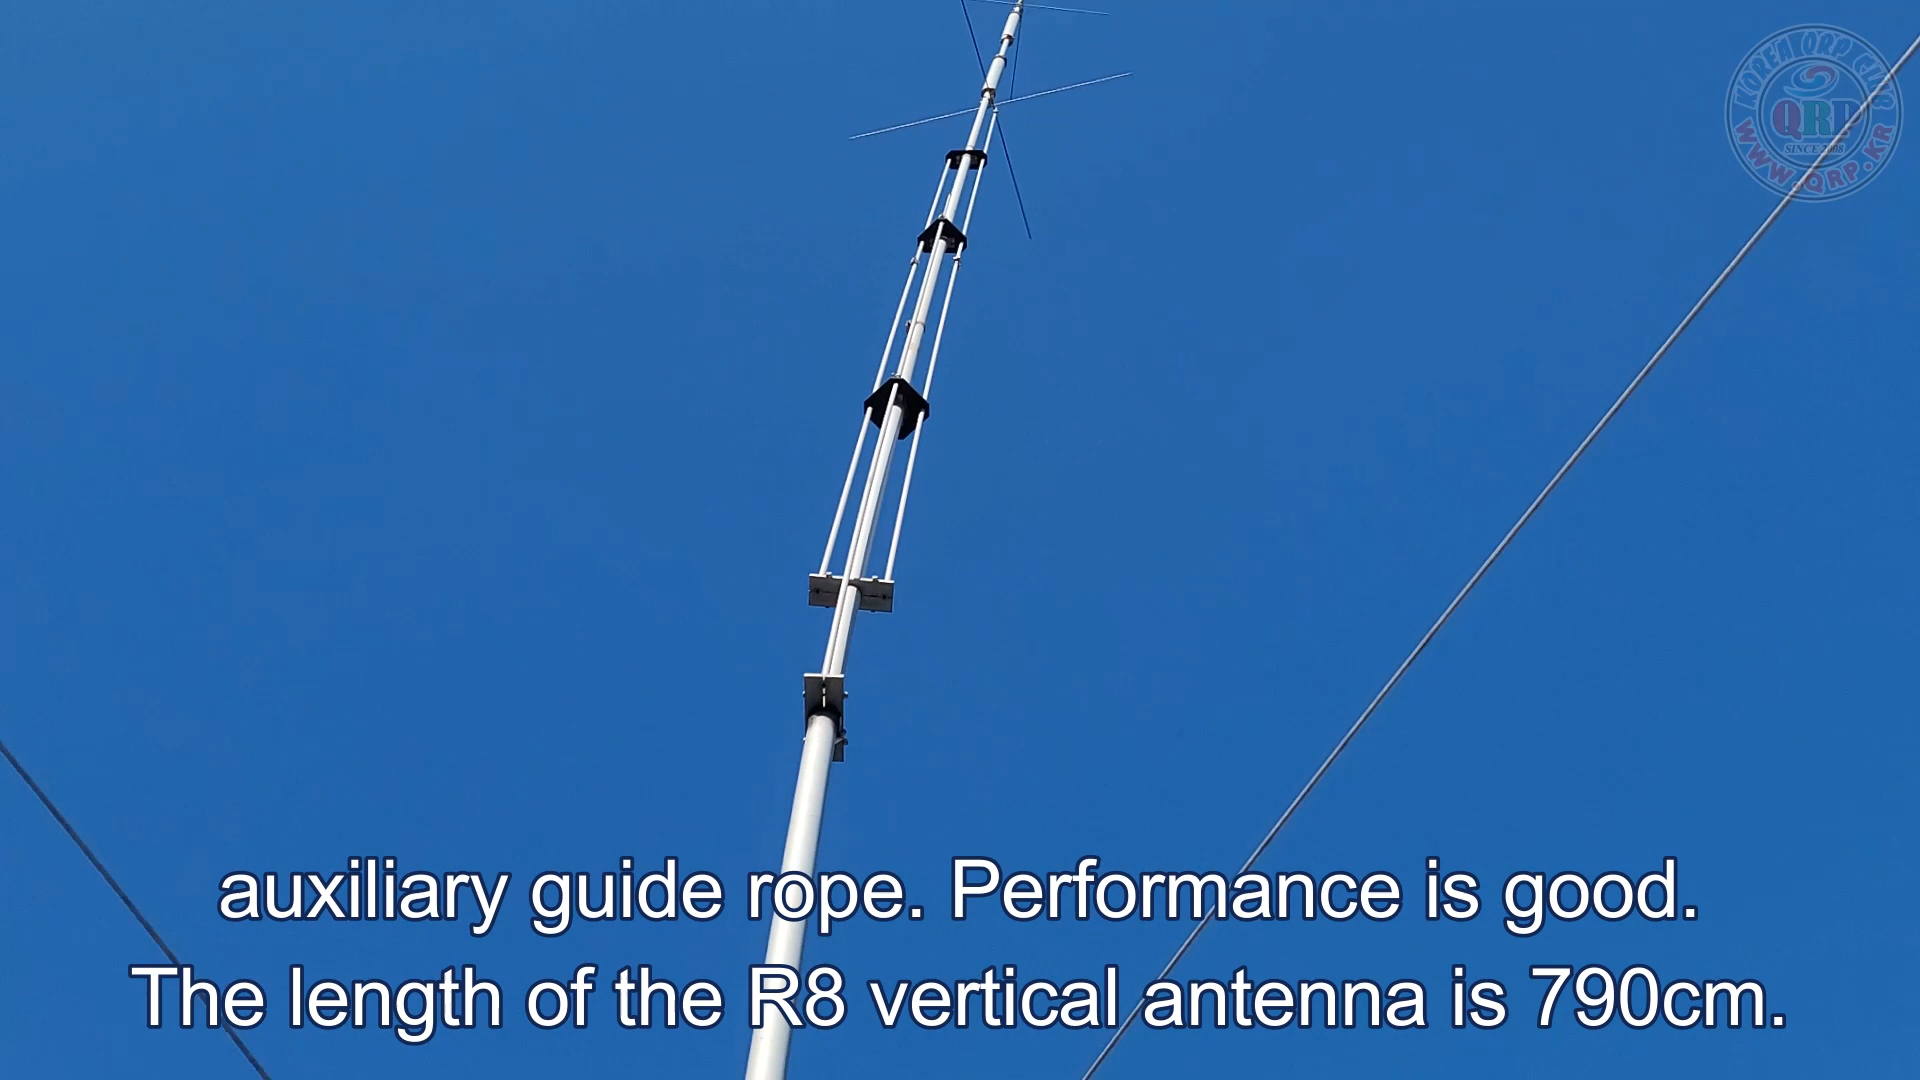 KOREA QRP CLUB
QRP
SINCE 2008
WWW.QRP.KR
auxiliary guide rope. Performance is good.
The length of the R8 vertical antenna is 790cm.